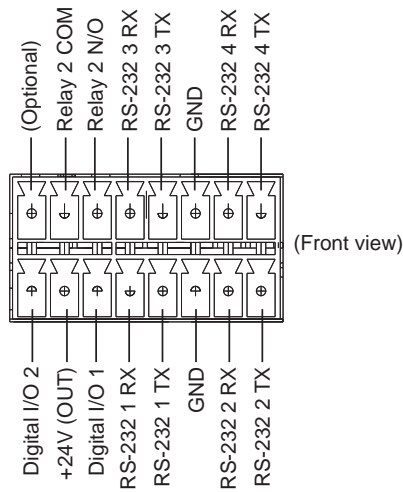 (Optional)
Relay 2 COM
Relay 2 N/O
RS-232 3 RX
RS-232 3 TX
GND
RS-232 4 RX
RS-232 4 TX
(Front view)
Digital I/O 2
+24V (OUT)
Digital I/O 1
RS-232 1 RX
RS-232 1 TX
GND
RS-232 2 RX
RS-232 2 TX